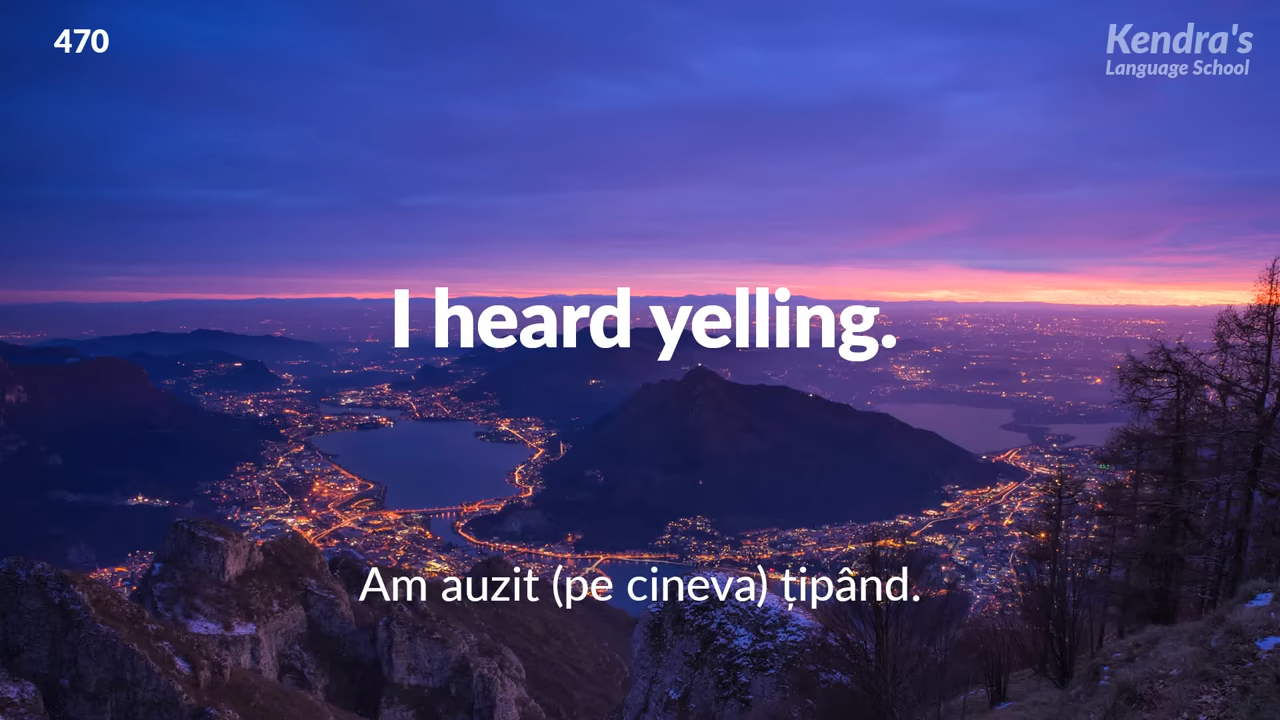 470
Kendra's
Language School
I heard yelling.
Am auzit (pe cineva) țipând.